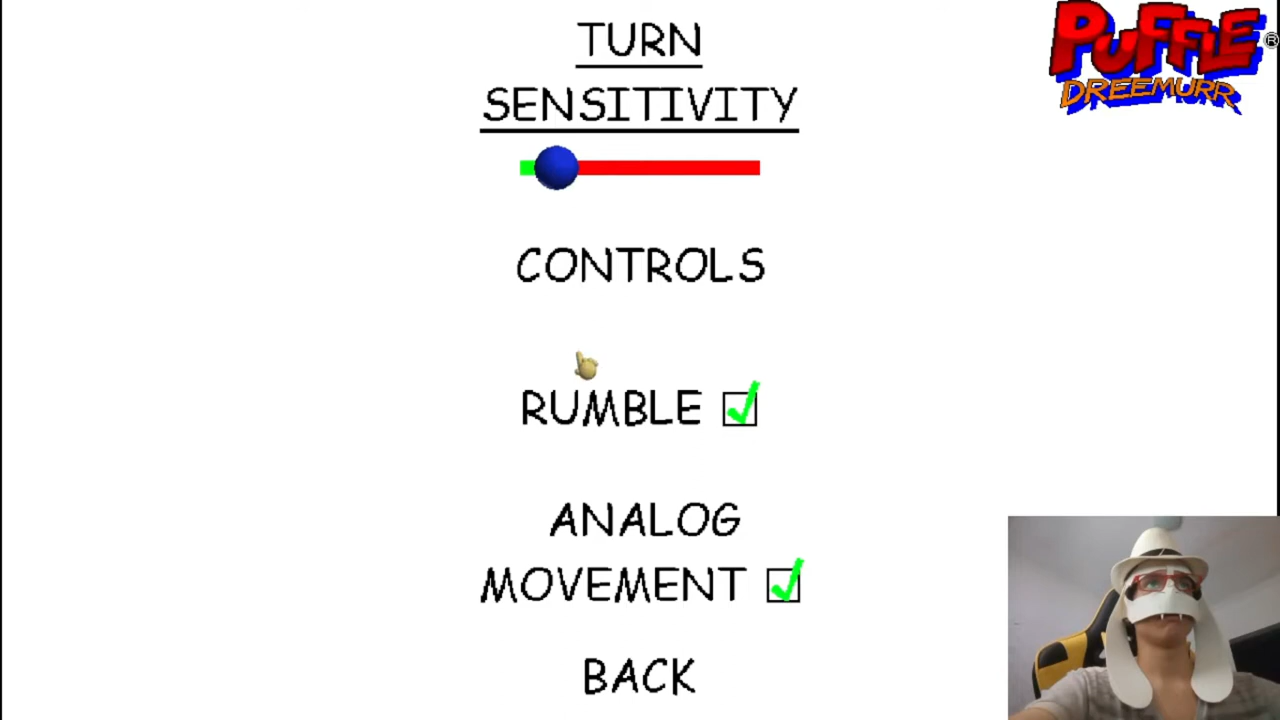 TURN
SENSITIVITY
CONTROLS
RUMBLE
ANALOG
MOVEMENT
BACK
PUFFLE ®
DREEMURR